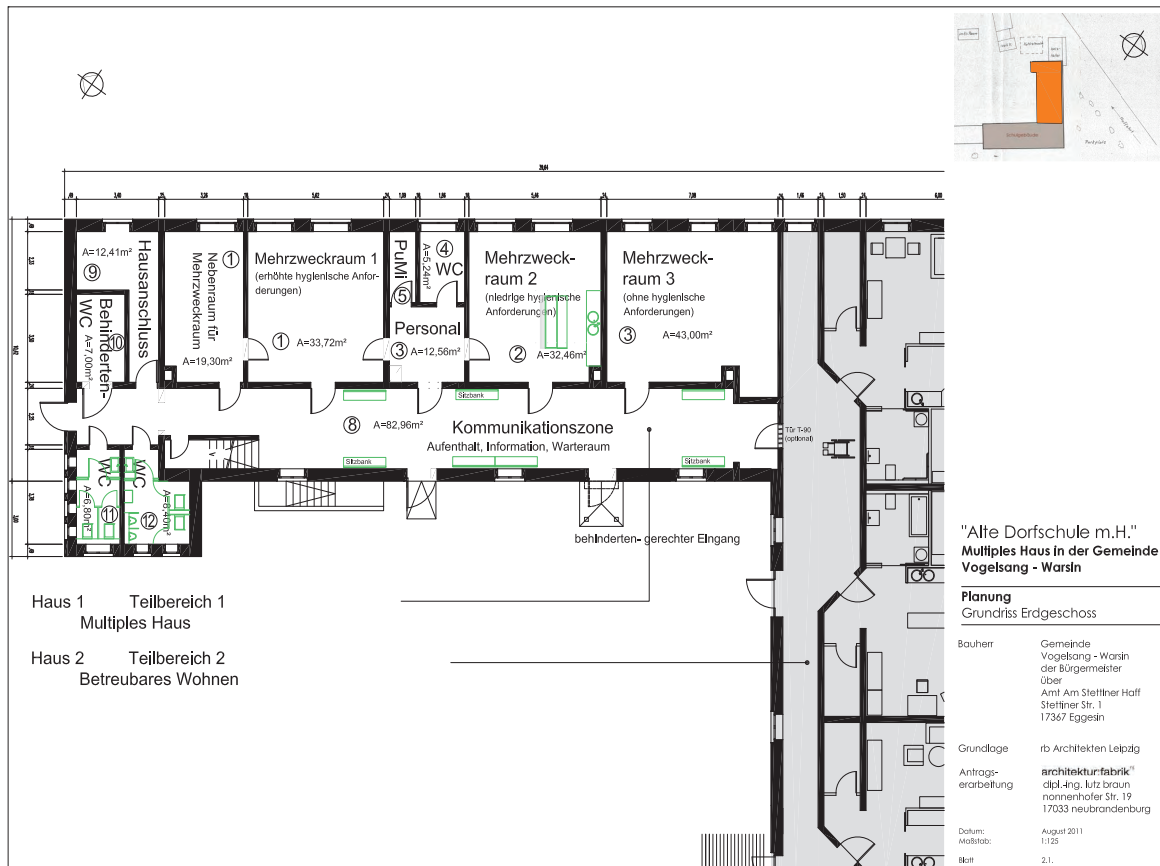 A=12,41m²
⑨
Hausanschluss
Behinderten-
WC
⑩
A=7,00m²
①
Nebenraum für
Mehrzweckraum
A=19,30m²
Mehrzweckraum 1
(erhöhte hygienische Anfor-
derungen)
① A=33,72m²
PuMi
⑤
④
WC
A=5,24m²
Personal
③ A=12,56m²
Mehrzweck-
raum 2
(niedrige hygienische
Anforderungen)
② A=32,46m²
Mehrzweck-
raum 3
(ohne hygienische
Anforderungen)
③ A=43,00m²
Sitzbank
Sitzbank
Sitzbank
⑧ A=82,96m²
Kommunikationszone
Aufenthalt, Information, Warteraum
Tür T-90
(optional)
WC
A=6,80m²
⑪
WC
A=6,40m²
⑫
behinderten- gerechter Eingang
Haus 1 Teilbereich 1
Multiples Haus
Haus 2 Teilbereich 2
Betreubares Wohnen
"Alte Dorfschule m.H."
Multiples Haus in der Gemeinde
Vogelsang - Warsin
Planung
Grundriss Erdgeschoss
Bauherr Gemeinde
Vogelsang - Warsin
der Bürgermeister
über
Amt Am Stettiner Haff
Stettiner Str. 1
17367 Eggesin
Grundlage rb Architekten Leipzig
Antrags- architektur:fabrik
erarbeitung dipl.-ing. lutz braun
nonnenhofer Str. 19
17033 neubrandenburg
Datum: August 2011
Maßstab: 1:125
Blatt 2.1.